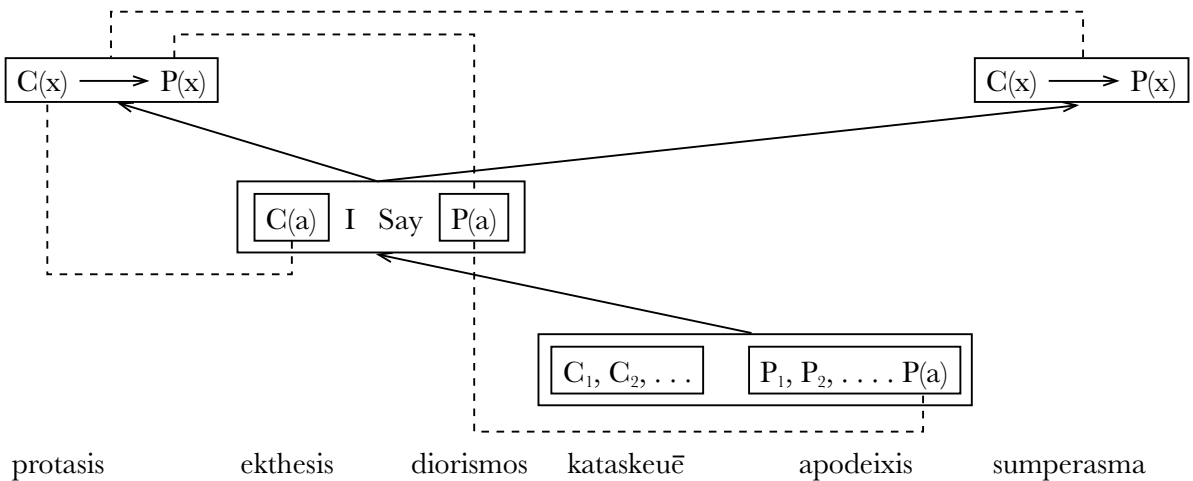 C(x) ⟶ P(x)
C(x) ⟶ P(x)
C(a) I Say P(a)
C₁, C₂, . . . P₁, P₂, . . . . P(a)
protasis ekthesis diorismos kataskeuē apodeixis sumperasma